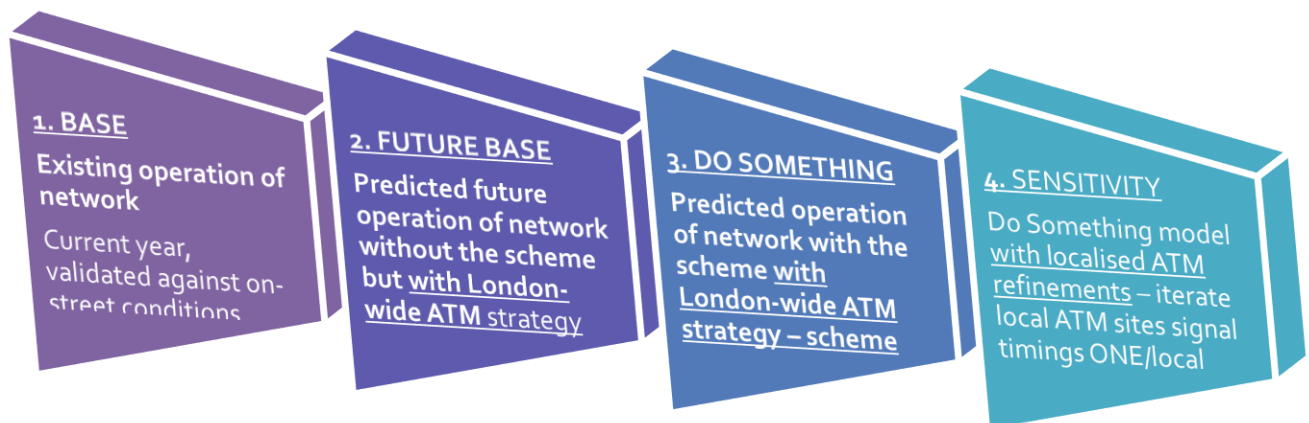 1. BASE
Existing operation of
network
Current year,
validated against on-
street conditions
2. FUTURE BASE
Predicted future
operation of network
without the scheme
but with London-
wide ATM strategy
3. DO SOMETHING
Predicted operation
of network with the
scheme with
London-wide ATM
strategy – scheme
4. SENSITIVITY
Do Something model
with localised ATM
refinements – iterate
local ATM sites signal
timings ONE/local